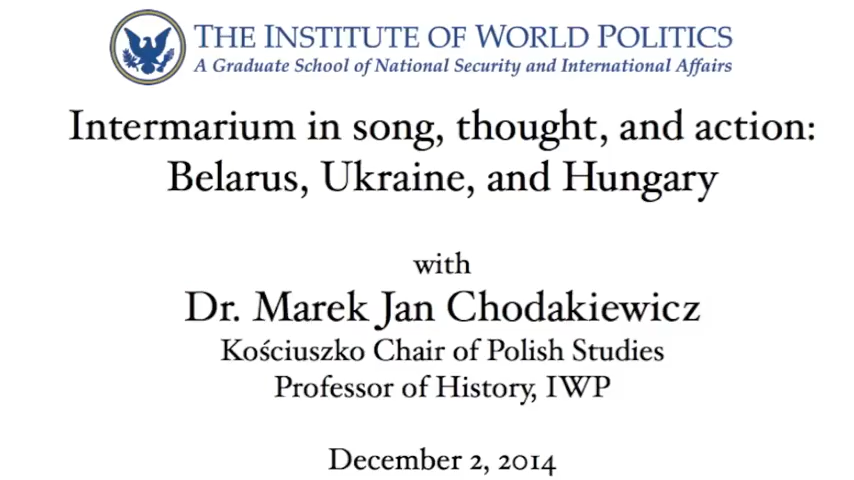 THE INSTITUTE OF WORLD POLITICS
A Graduate School of National Security and International Affairs
Intermarium in song, thought, and action:
Belarus, Ukraine, and Hungary
with
Dr. Marek Jan Chodakiewicz
Kościuszko Chair of Polish Studies
Professor of History, IWP
December 2, 2014